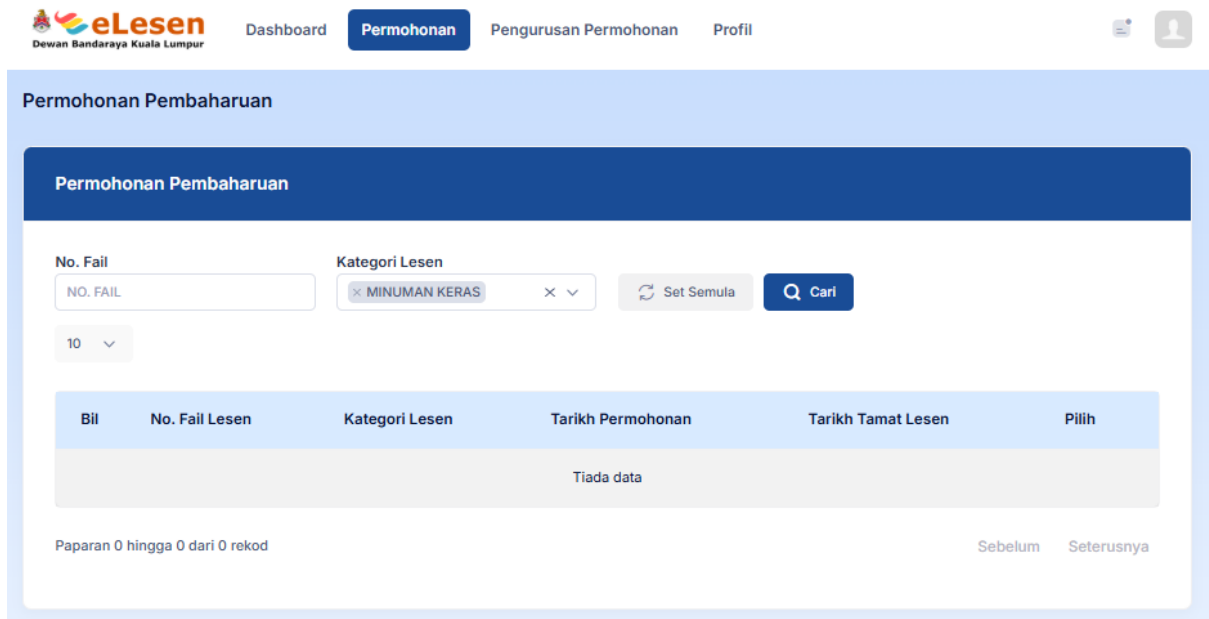 eLesen
Dewan Bandaraya Kuala Lumpur
Dashboard Permohonan Pengurusan Permohonan Profil
Permohonan Pembaharuan
Permohonan Pembaharuan
No. Fail Kategori Lesen
NO. FAIL × MINUMAN KERAS × Set Semula Cari
10
Bil No. Fail Lesen Kategori Lesen Tarikh Permohonan Tarikh Tamat Lesen Pilih
Tiada data
Paparan 0 hingga 0 dari 0 rekod Sebelum Seterusnya